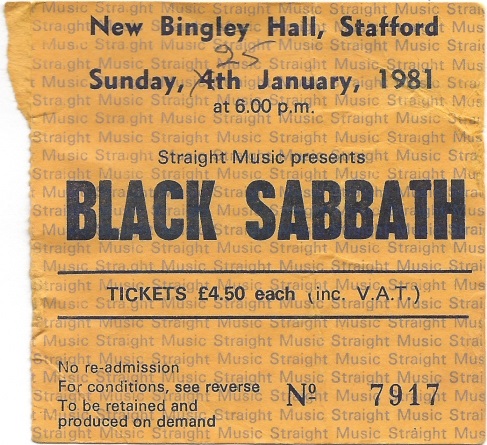 New Bingley Hall, Stafford
25
Sunday, 4th January, 1981
at 6.00 p.m.
Straight Music presents
BLACK SABBATH
TICKETS £4.50 each (inc. V.A.T.)
No re-admission
For conditions, see reverse
To be retained and
produced on demand
Nº 7917